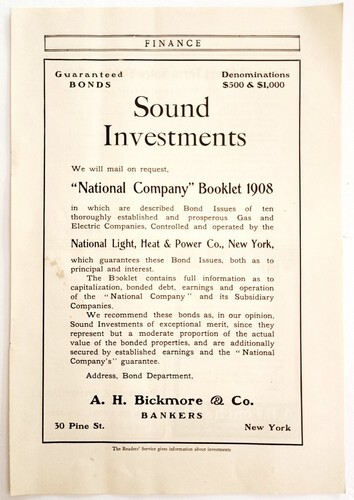 FINANCE
Guaranteed Denominations
BONDS $500 & $1,000
Sound
Investments
We will mail on request,
"National Company" Booklet 1908
in which are described Bond Issues of ten
thoroughly established and prosperous Gas and
Electric Companies, Controlled and operated by the
National Light, Heat & Power Co., New York,
which guarantees these Bond Issues, both as to
principal and interest.
The Booklet contains full information as to
capitalization, bonded debt, earnings and operation
of the "National Company" and its Subsidiary
Companies.
We recommend these bonds as, in our opinion,
Sound Investments of exceptional merit, since they
represent but a moderate proportion of the actual
value of the bonded properties, and are additionally
secured by established earnings and the "National
Company's" guarantee.
Address, Bond Department,
A. H. Bickmore & Co.
BANKERS
30 Pine St. New York
The Readers' Service gives information about investments